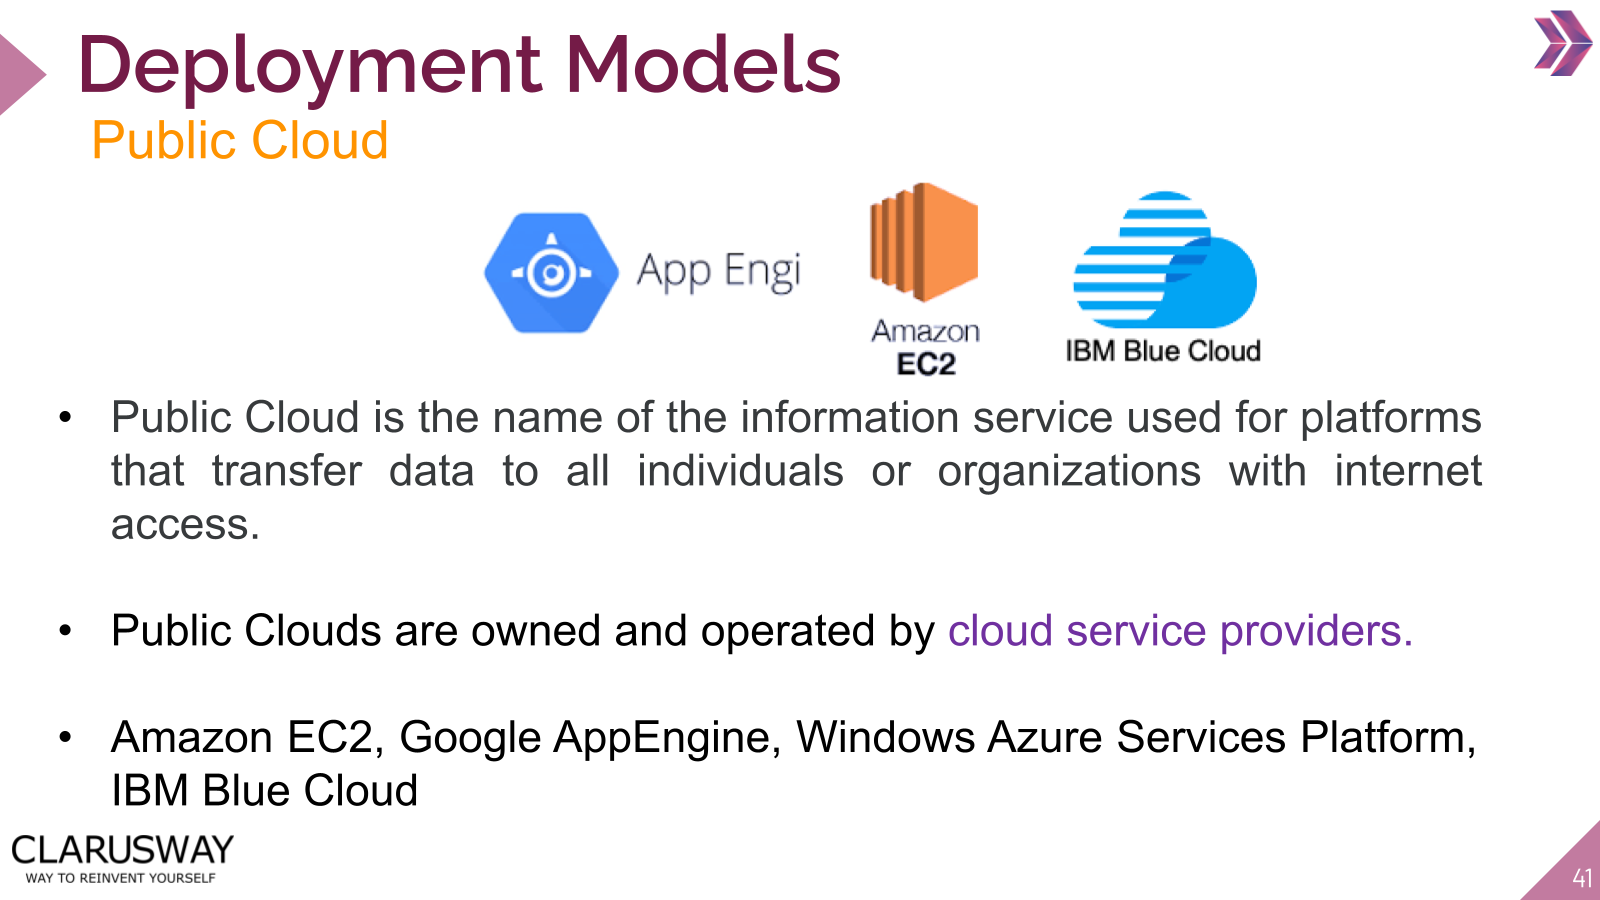 Deployment Models
Public Cloud
App Engi
Amazon
EC2
IBM Blue Cloud
• Public Cloud is the name of the information service used for platforms
that transfer data to all individuals or organizations with internet
access.
• Public Clouds are owned and operated by cloud service providers.
• Amazon EC2, Google AppEngine, Windows Azure Services Platform,
IBM Blue Cloud
CLARUSWAY
WAY TO REINVENT YOURSELF
41